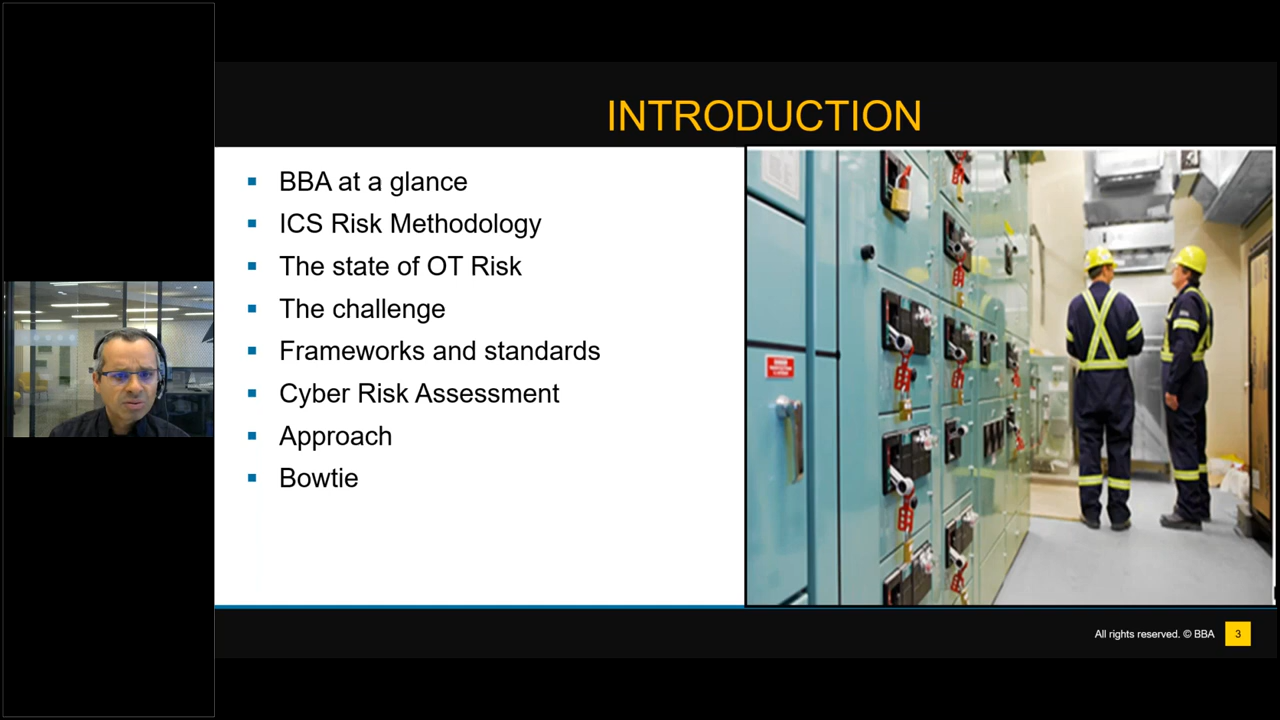 INTRODUCTION
BBA at a glance
ICS Risk Methodology
The state of OT Risk
The challenge
Frameworks and standards
Cyber Risk Assessment
Approach
Bowtie
All rights reserved. © BBA
3